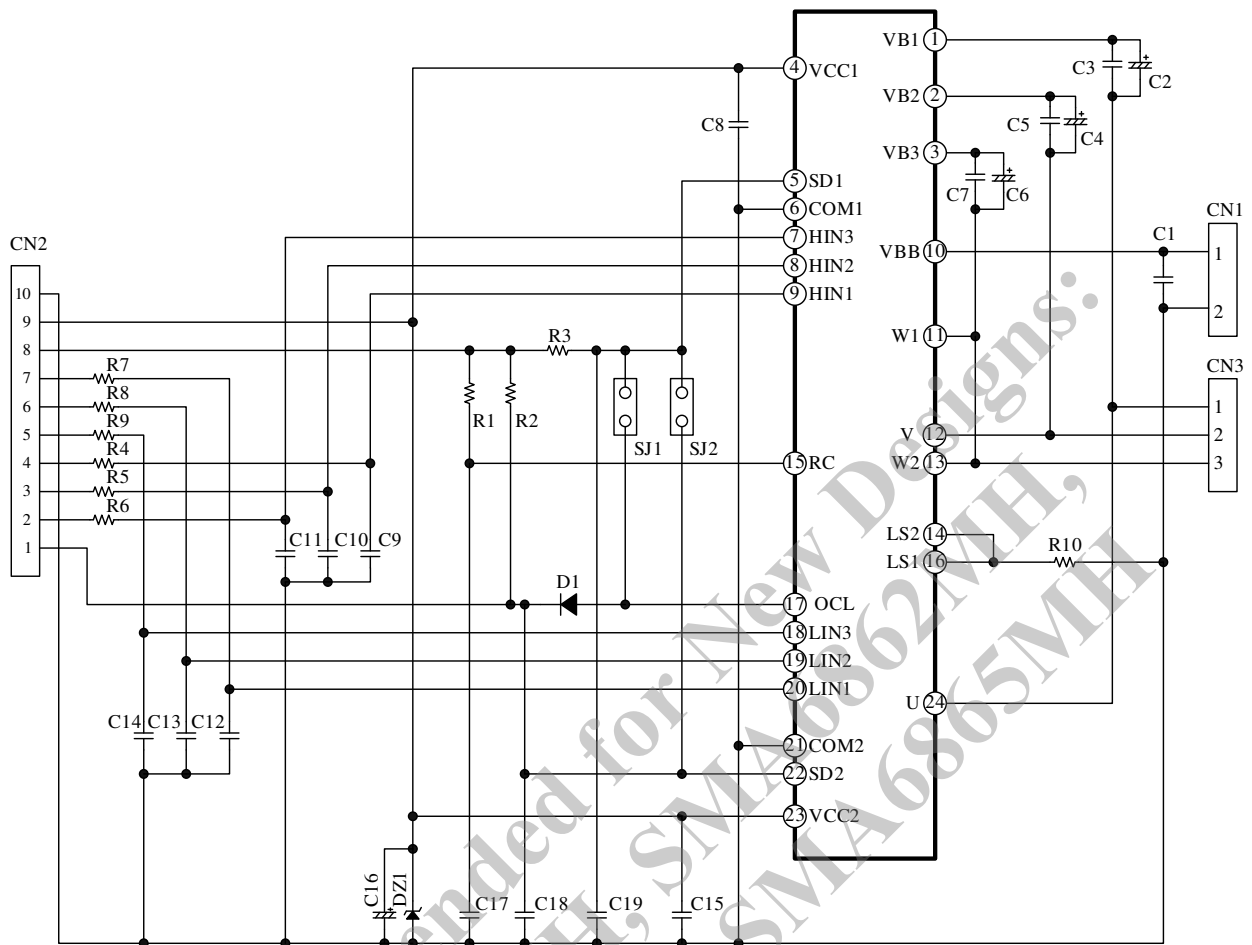 VB1 1
C3
C2
4 VCC1
VB2 2
C5
C4
C8
VB3 3
C7
C6
5 SD1
6 COM1
CN1
7 HIN3
CN2
VBB 10
C1
1
8 HIN2
10
9 HIN1
2
9
R3
W1 11
8
R7
CN3
7
R8
1
6
R9
R1
R2
SJ1
SJ2
V 12
2
5
R4
4
15 RC
W2 13
3
R5
3
R6
2
LS2 14
C11
C10
C9
R10
1
LS1 16
D1
17 OCL
18 LIN3
19 LIN2
20 LIN1
U 24
C14
C13
C12
21 COM2
22 SD2
23 VCC2
C16
DZ1
C17
C18
C19
C15
ended for New Designs:
H, SMA6862MH,
SMA6865MH